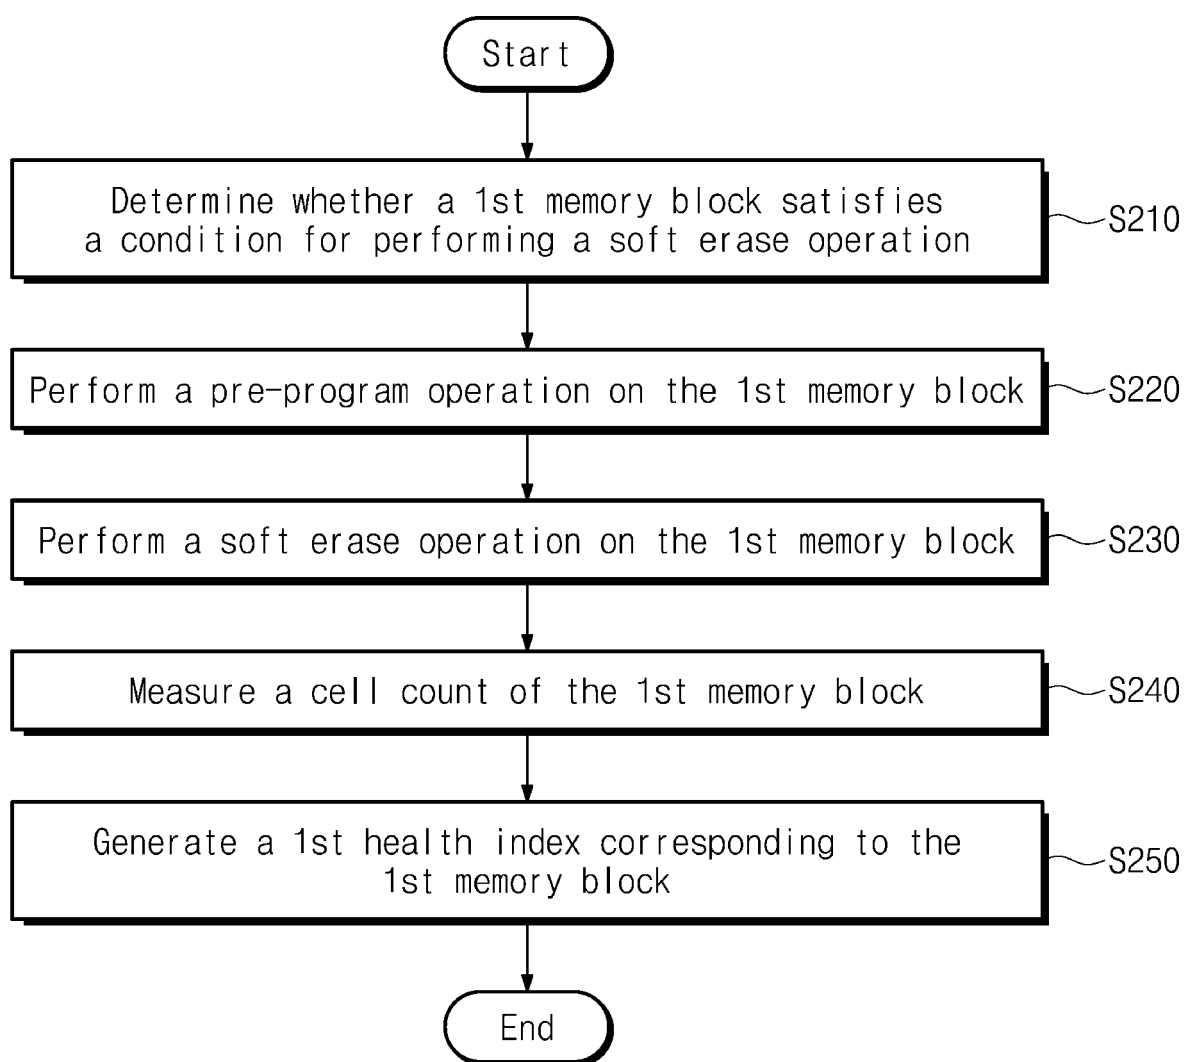 Start
Determine whether a 1st memory block satisfies
a condition for performing a soft erase operation
S210
Perform a pre-program operation on the 1st memory block
S220
Perform a soft erase operation on the 1st memory block
S230
Measure a cell count of the 1st memory block
S240
Generate a 1st health index corresponding to the
1st memory block
S250
End